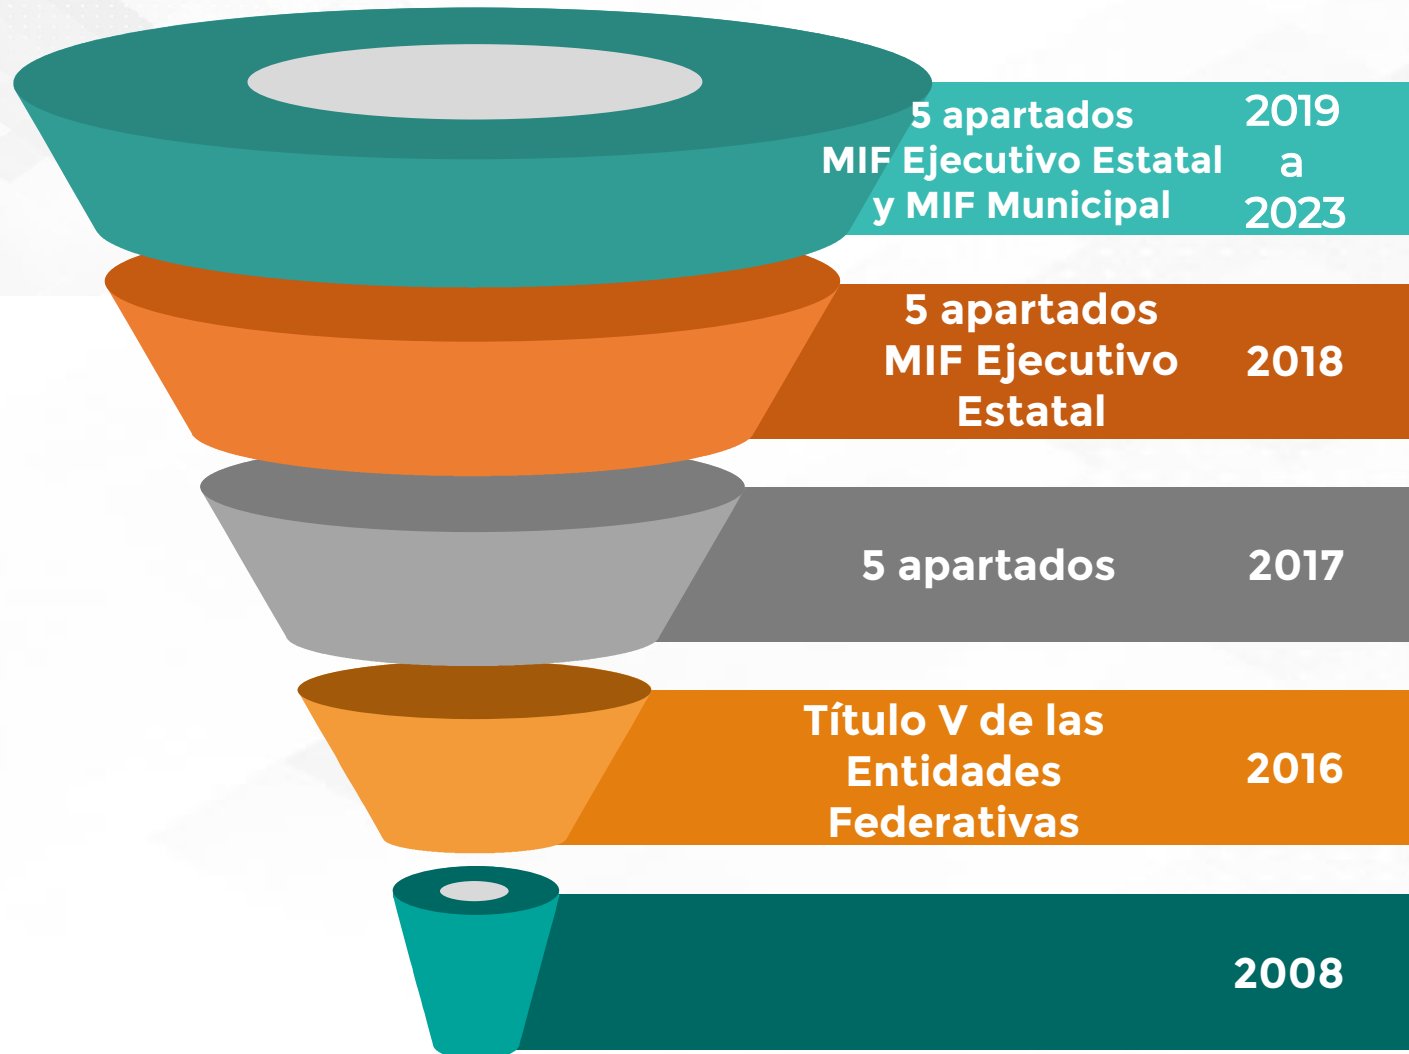 5 apartados
MIF Ejecutivo Estatal
y MIF Municipal
2019
a
2023
5 apartados
MIF Ejecutivo
Estatal
2018
5 apartados
2017
Título V de las
Entidades
Federativas
2016
2008